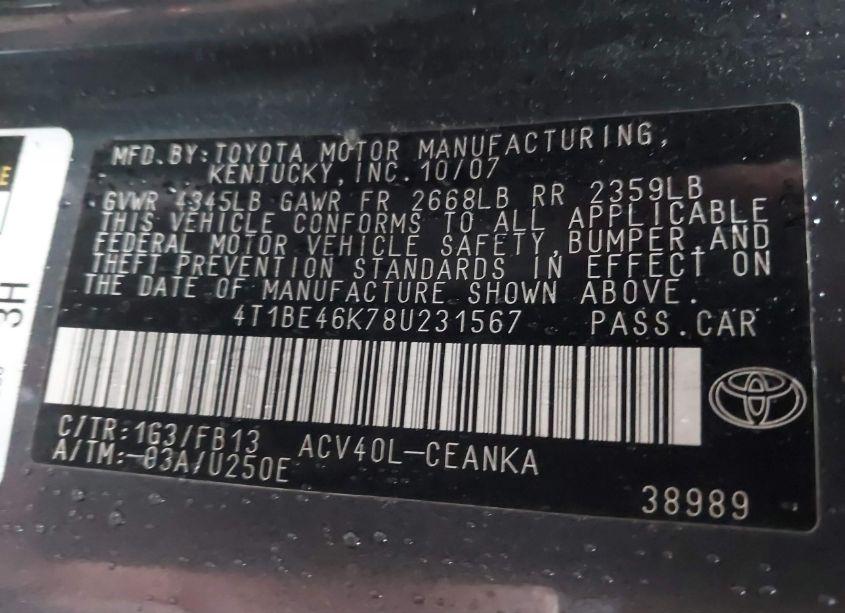 MFD.BY:TOYOTA MOTOR MANUFACTURING,
KENTUCKY,INC. 10/07
GVWR 4345LB GAWR FR 2668LB RR 2359LB
THIS VEHICLE CONFORMS TO ALL APPLICABLE
FEDERAL MOTOR VEHICLE SAFETY,BUMPER,AND
THEFT PREVENTION STANDARDS IN EFFECT ON
THE DATE OF MANUFACTURE SHOWN ABOVE.
4T1BE46K78U231567 PASS.CAR
C/TR:1G3/FB13 ACV40L-CEANKA
A/TM:-03A/U250E
38989
3H